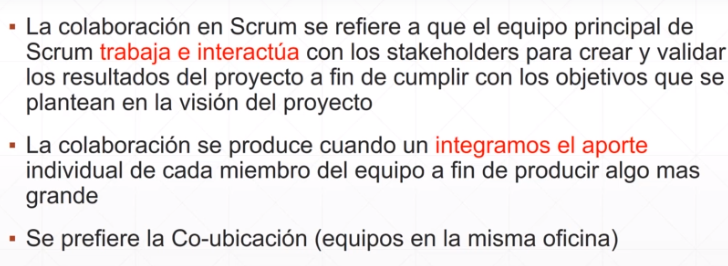 ▪ La colaboración en Scrum se refiere a que el equipo principal de
Scrum trabaja e interactúa con los stakeholders para crear y validar
los resultados del proyecto a fin de cumplir con los objetivos que se
plantean en la visión del proyecto
▪ La colaboración se produce cuando un integramos el aporte
individual de cada miembro del equipo a fin de producir algo mas
grande
▪ Se prefiere la Co-ubicación (equipos en la misma oficina)